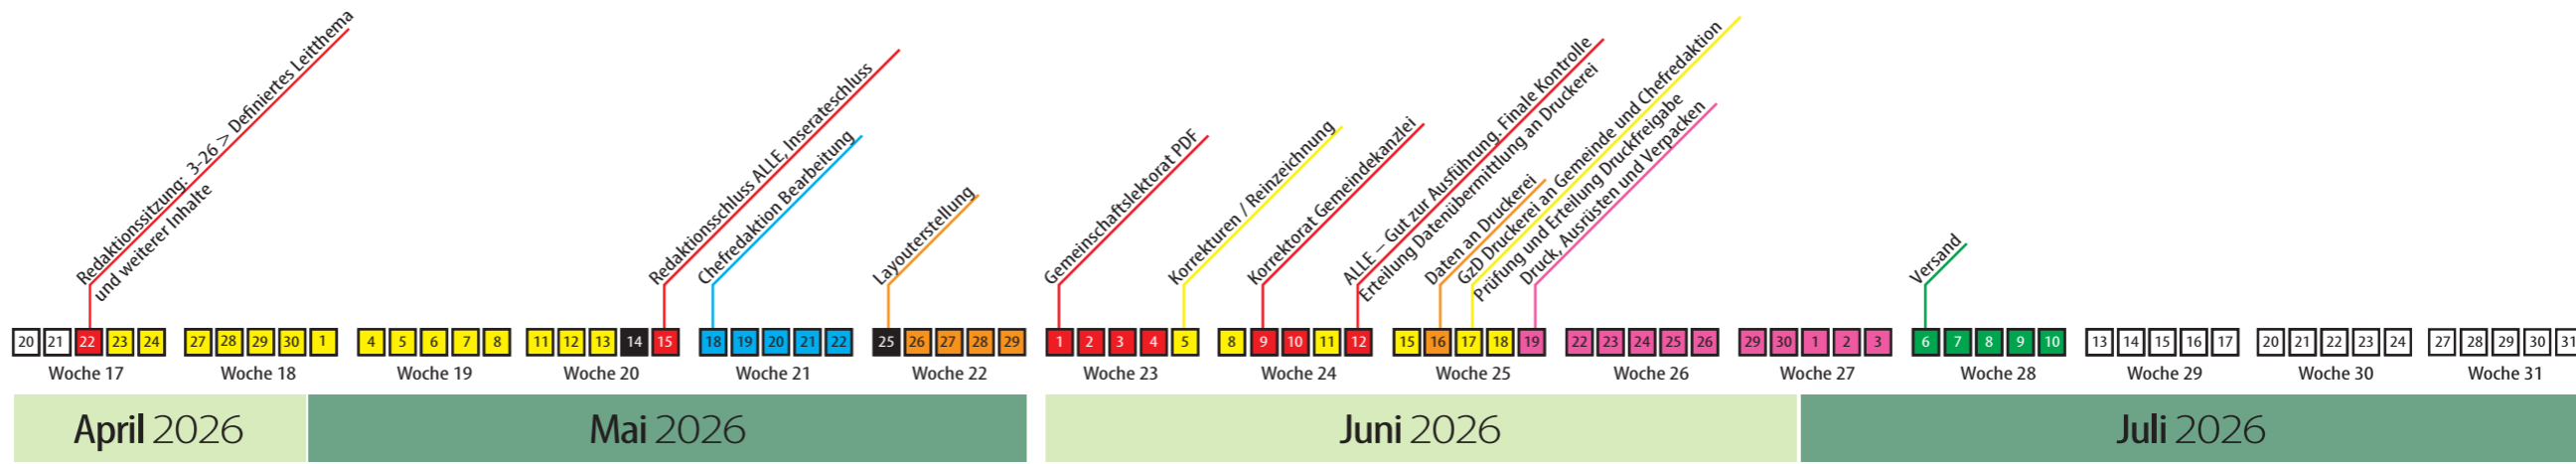 Redaktionssitzung: 3-26 > Definiertes Leitthema
und weiterer Inhalte
Redaktionsschluss ALLE, Inserateschluss
Chefredaktion Bearbeitung
Layouterstellung
Gemeinschaftslektorat PDF
Korrekturen / Reinzeichnung
Korrektorat Gemeindekanzlei
ALLE – Gut zur Ausführung. Finale Kontrolle
Erteilung Datenübermittlung an Druckerei
Daten an Druckerei
GzD Druckerei an Gemeinde und Chefredaktion
Prüfung und Erteilung Druckfreigabe
Druck, Ausrüsten und Verpacken
Versand
20 21 22 23 24 27 28 29 30 1 4 5 6 7 8 11 12 13 14 15 18 19 20 21 22 25 26 27 28 29 1 2 3 4 5 8 9 10 11 12 15 16 17 18 19 22 23 24 25 26 29 30 1 2 3 6 7 8 9 10 13 14 15 16 17 20 21 22 23 24 27 28 29 30 31
Woche 17 Woche 18 Woche 19 Woche 20 Woche 21 Woche 22 Woche 23 Woche 24 Woche 25 Woche 26 Woche 27 Woche 28 Woche 29 Woche 30 Woche 31
April 2026 Mai 2026 Juni 2026 Juli 2026